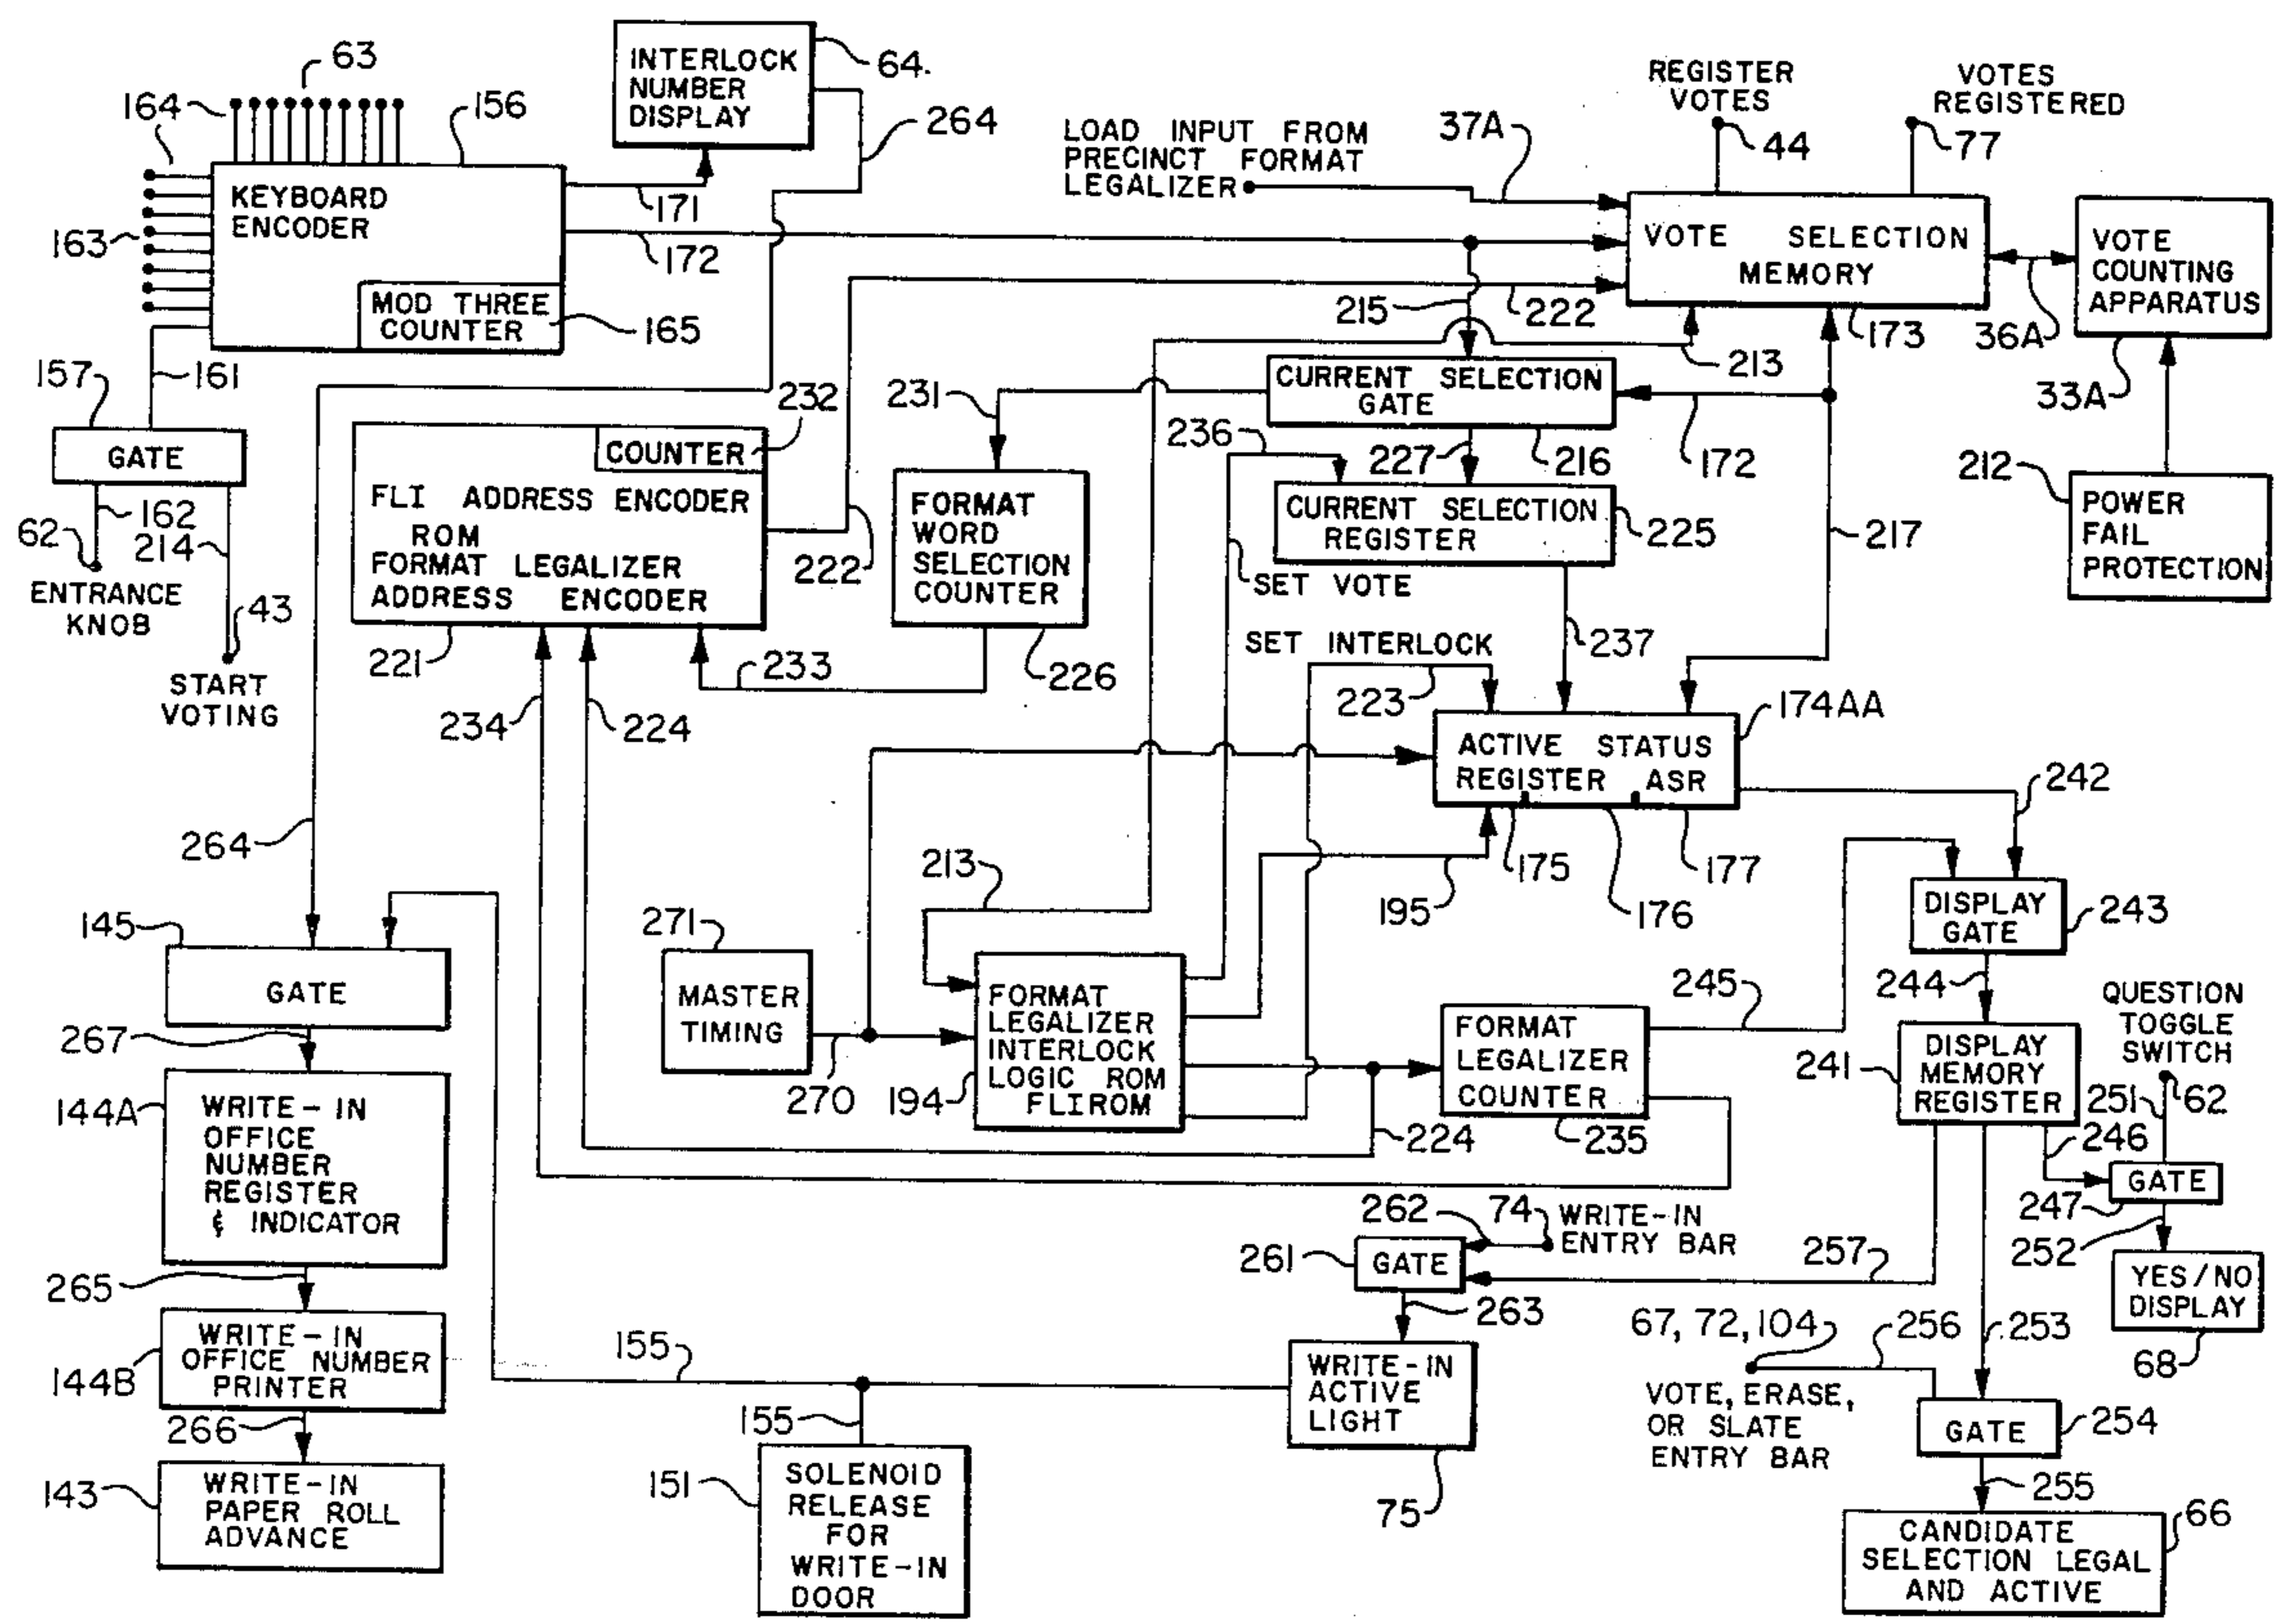 63
164
156
INTERLOCK
NUMBER
DISPLAY
64.
264
KEYBOARD
ENCODER
163
MOD THREE
COUNTER
165
171
172
161
157
GATE
162
62
214
ENTRANCE
KNOB
43
START
VOTING
LOAD INPUT FROM
PRECINCT FORMAT
LEGALIZER
37A
REGISTER
VOTES
44
VOTES
REGISTERED
77
VOTE SELECTION
MEMORY
173
36A
VOTE
COUNTING
APPARATUS
33A
212
POWER
FAIL
PROTECTION
215
222
213
CURRENT SELECTION
GATE
216
172
217
231
227
236
CURRENT SELECTION
REGISTER
225
SET VOTE
237
232
COUNTER
FLI ADDRESS ENCODER
ROM
FORMAT LEGALIZER
ADDRESS ENCODER
221
222
FORMAT
WORD
SELECTION
COUNTER
226
233
234
224
SET INTERLOCK
223
174AA
ACTIVE STATUS
REGISTER ASR
175
176
177
195
242
264
213
271
MASTER
TIMING
270
194
FORMAT
LEGALIZER
INTERLOCK
LOGIC ROM
FLIROM
224
FORMAT
LEGALIZER
COUNTER
235
245
DISPLAY
GATE
243
244
DISPLAY
MEMORY
REGISTER
241
QUESTION
TOGGLE
SWITCH
62
251
246
GATE
247
252
YES/NO
DISPLAY
68
145
GATE
267
144A
WRITE-IN
OFFICE
NUMBER
REGISTER
& INDICATOR
265
144B
WRITE-IN
OFFICE NUMBER
PRINTER
266
143
WRITE-IN
PAPER ROLL
ADVANCE
155
155
151
SOLENOID
RELEASE
FOR
WRITE-IN
DOOR
262
74
WRITE-IN
ENTRY BAR
261
GATE
257
263
WRITE-IN
ACTIVE
LIGHT
75
67, 72, 104
256
253
VOTE, ERASE,
OR SLATE
ENTRY BAR
GATE
254
255
66
CANDIDATE
SELECTION LEGAL
AND ACTIVE